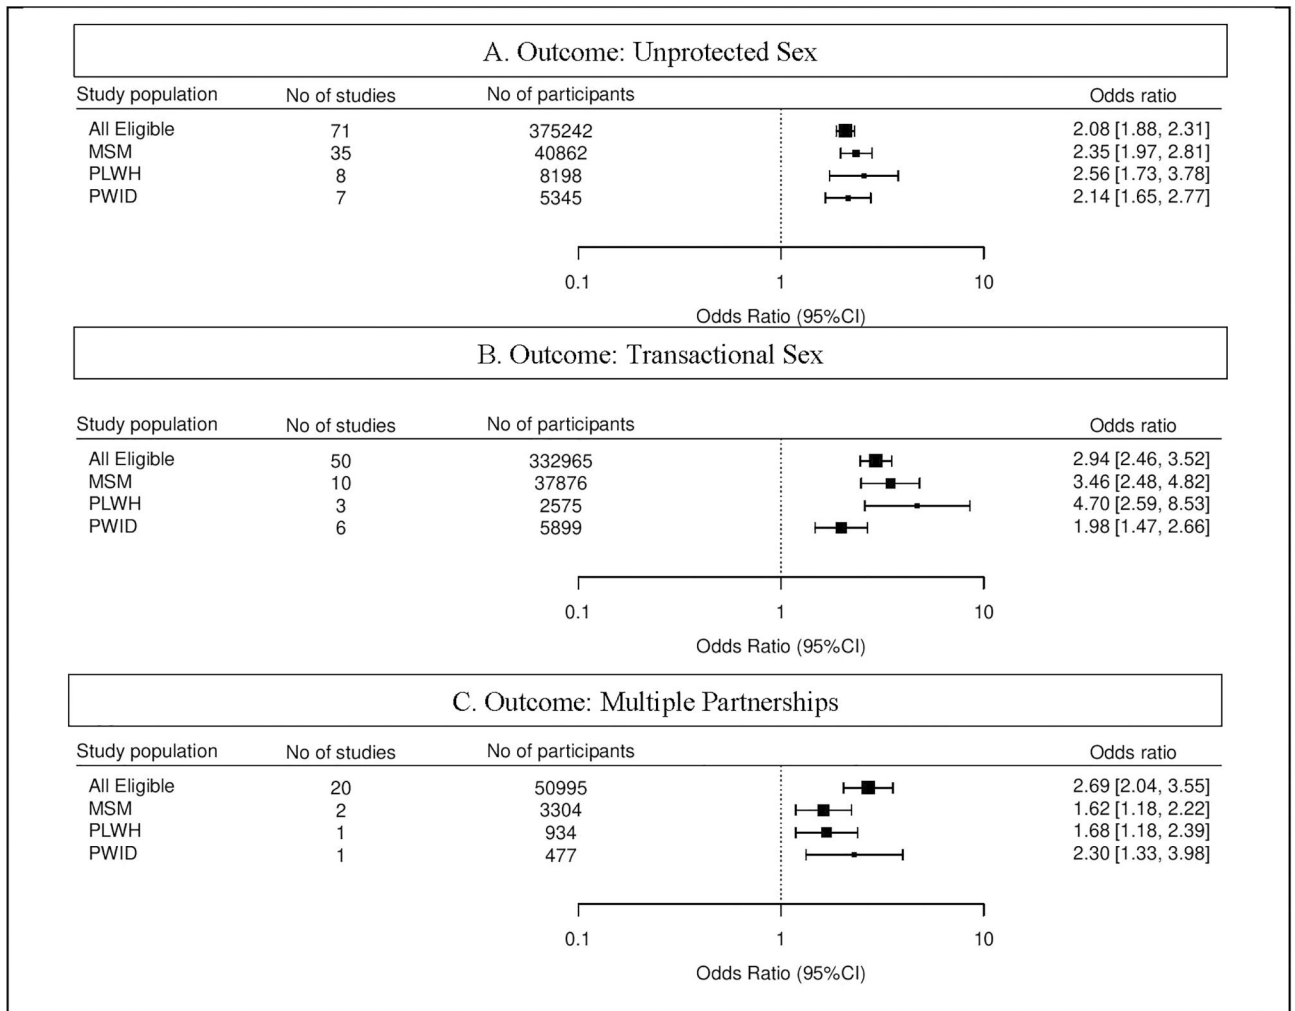 A. Outcome: Unprotected Sex
Study population No of studies No of participants Odds ratio
All Eligible 71 375242 2.08 [1.88, 2.31]
MSM 35 40862 2.35 [1.97, 2.81]
PLWH 8 8198 2.56 [1.73, 3.78]
PWID 7 5345 2.14 [1.65, 2.77]
0.1 1 10
Odds Ratio (95%CI)
B. Outcome: Transactional Sex
Study population No of studies No of participants Odds ratio
All Eligible 50 332965 2.94 [2.46, 3.52]
MSM 10 37876 3.46 [2.48, 4.82]
PLWH 3 2575 4.70 [2.59, 8.53]
PWID 6 5899 1.98 [1.47, 2.66]
0.1 1 10
Odds Ratio (95%CI)
C. Outcome: Multiple Partnerships
Study population No of studies No of participants Odds ratio
All Eligible 20 50995 2.69 [2.04, 3.55]
MSM 2 3304 1.62 [1.18, 2.22]
PLWH 1 934 1.68 [1.18, 2.39]
PWID 1 477 2.30 [1.33, 3.98]
0.1 1 10
Odds Ratio (95%CI)